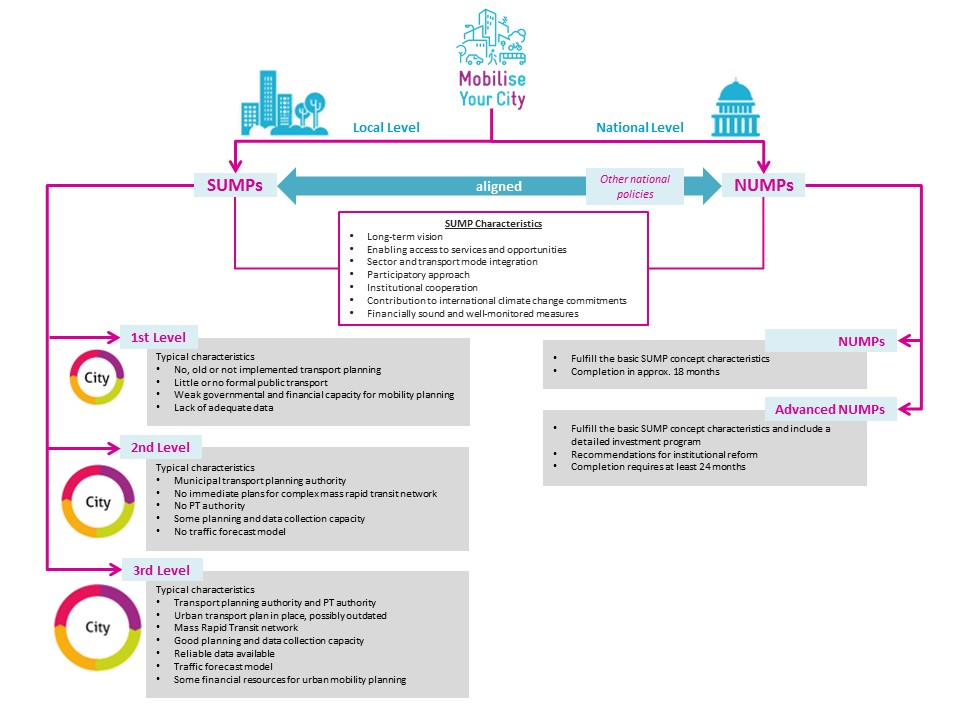 Mobilise
Your City
Local Level
National Level
SUMPs
aligned
Other national
policies
NUMPs
SUMP Characteristics
• Long-term vision
• Enabling access to services and opportunities
• Sector and transport mode integration
• Participatory approach
• Institutional cooperation
• Contribution to international climate change commitments
• Financially sound and well-monitored measures
1st Level
City
Typical characteristics
• No, old or not implemented transport planning
• Little or no formal public transport
• Weak governmental and financial capacity for mobility planning
• Lack of adequate data
2nd Level
City
Typical characteristics
• Municipal transport planning authority
• No immediate plans for complex mass rapid transit network
• No PT authority
• Some planning and data collection capacity
• No traffic forecast model
3rd Level
City
Typical characteristics
• Transport planning authority and PT authority
• Urban transport plan in place, possibly outdated
• Mass Rapid Transit network
• Good planning and data collection capacity
• Reliable data available
• Traffic forecast model
• Some financial resources for urban mobility planning
NUMPs
• Fulfill the basic SUMP concept characteristics
• Completion in approx. 18 months
Advanced NUMPs
• Fulfill the basic SUMP concept characteristics and include a
detailed investment program
• Recommendations for institutional reform
• Completion requires at least 24 months